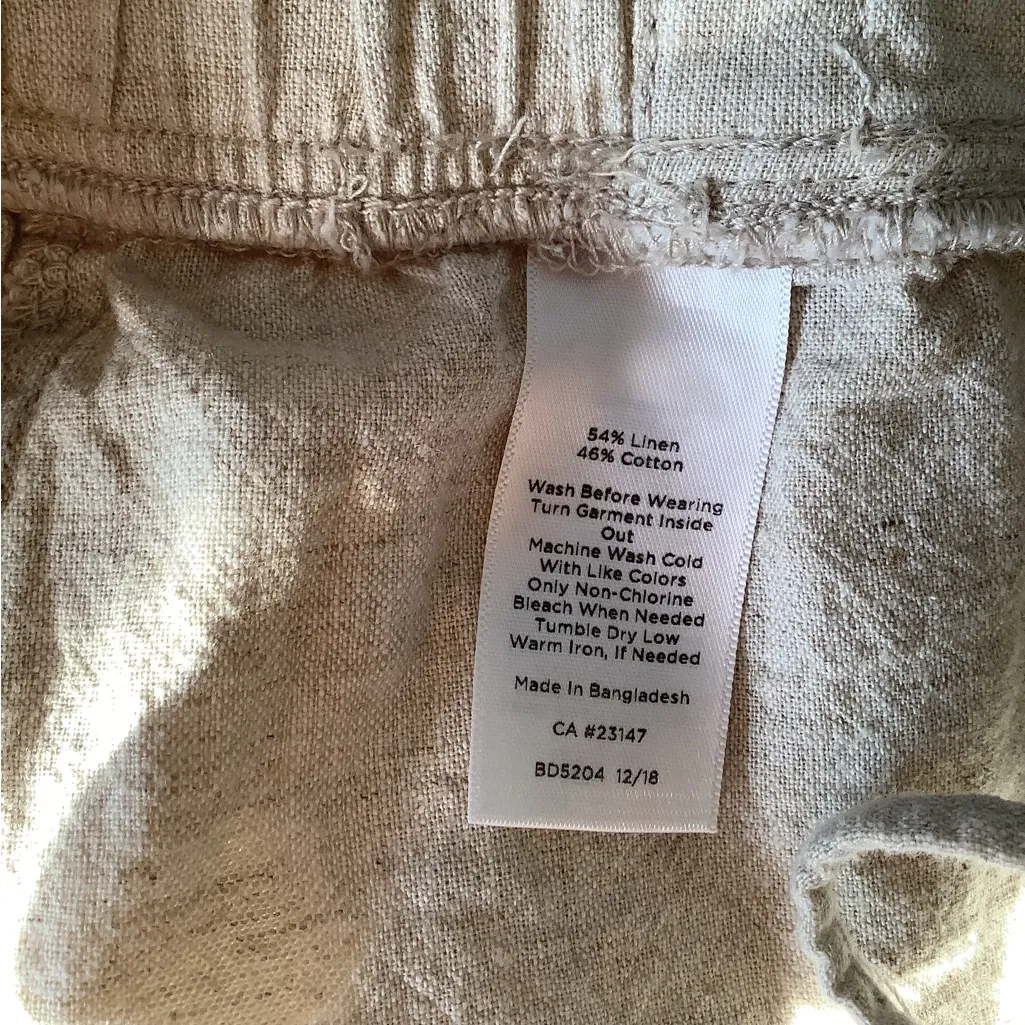 54% Linen
46% Cotton
Wash Before Wearing
Turn Garment Inside
Out
Machine Wash Cold
With Like Colors
Only Non-Chlorine
Bleach When Needed
Tumble Dry Low
Warm Iron, If Needed
Made In Bangladesh
CA #23147
BD5204 12/18